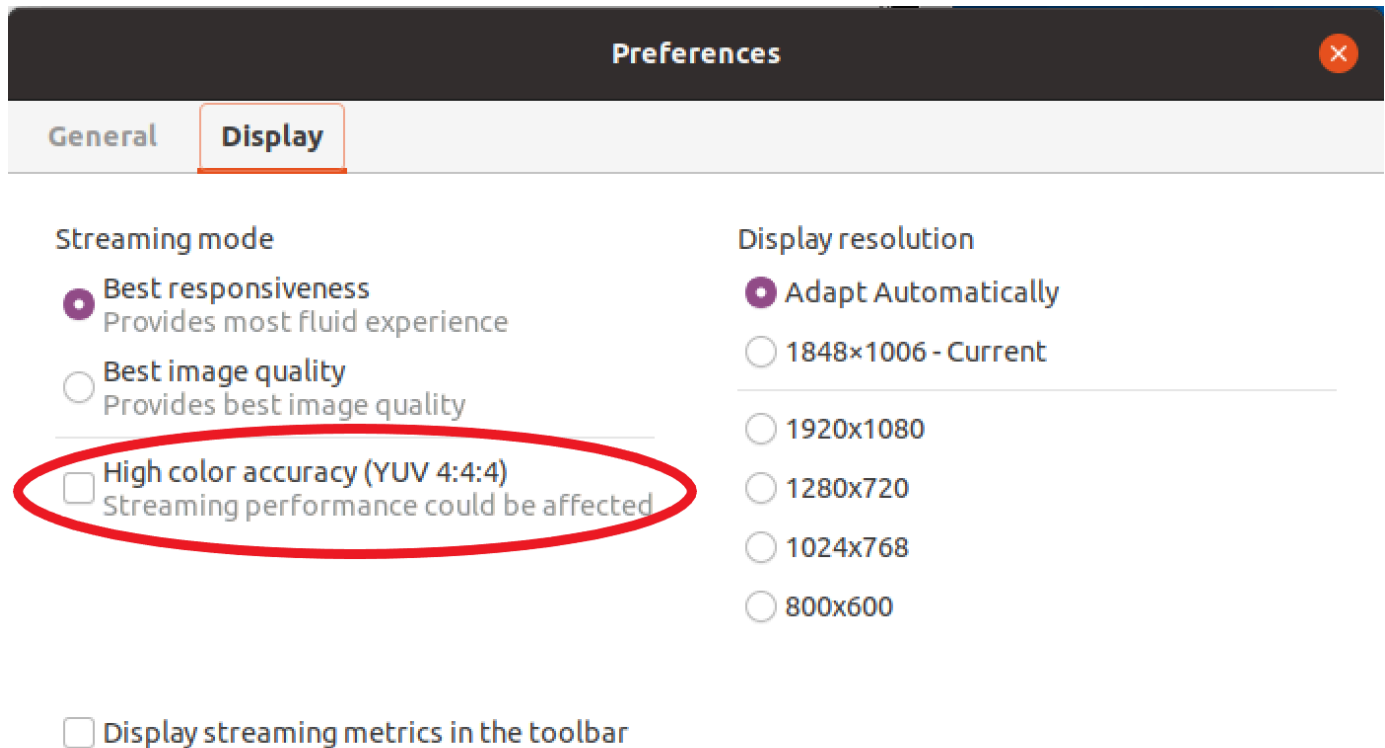 Preferences
General
Display
Streaming mode
Best responsiveness
Provides most fluid experience
Best image quality
Provides best image quality
High color accuracy (YUV 4:4:4)
Streaming performance could be affected
Display resolution
Adapt Automatically
1848×1006 - Current
1920x1080
1280x720
1024x768
800x600
Display streaming metrics in the toolbar